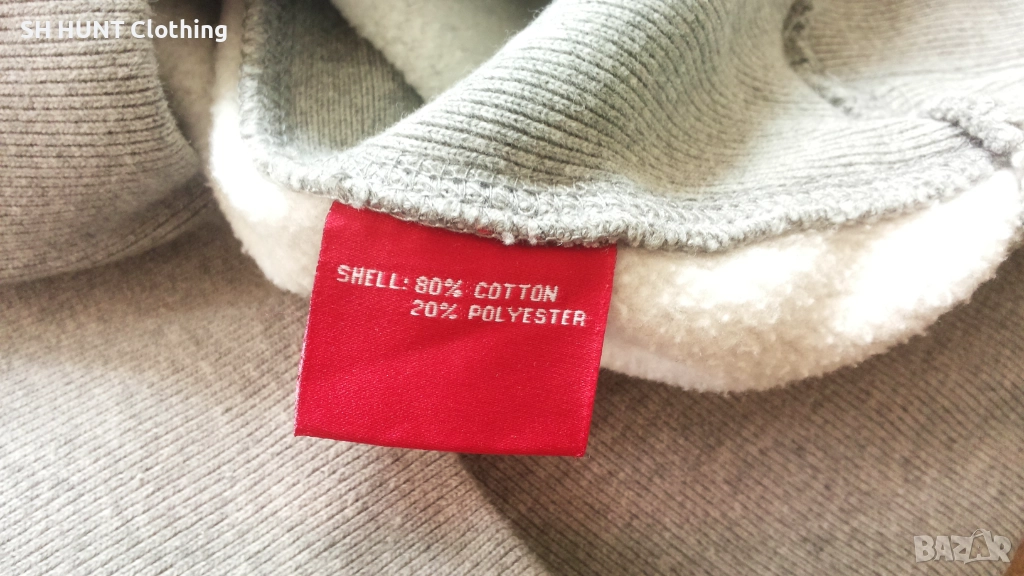 SH HUNT Clothing
SHELL: 80% COTTON
20% POLYESTER
BAZAR